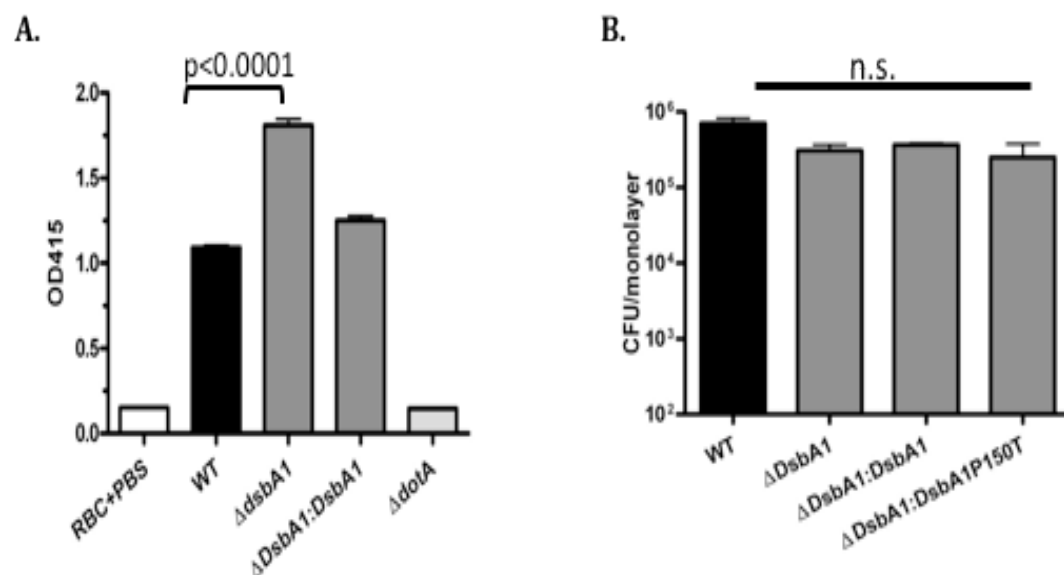 A.
p<0.0001
2.0
1.5
1.0
0.5
0.0
OD415
RBC+PBS
WT
ΔdsbA1
ΔDsbA1:DsbA1
ΔdotA
B.
n.s.
10⁶
10⁵
10⁴
10³
10²
CFU/monolayer
WT
ΔDsbA1
ΔDsbA1:DsbA1
ΔDsbA1:DsbA1P150T